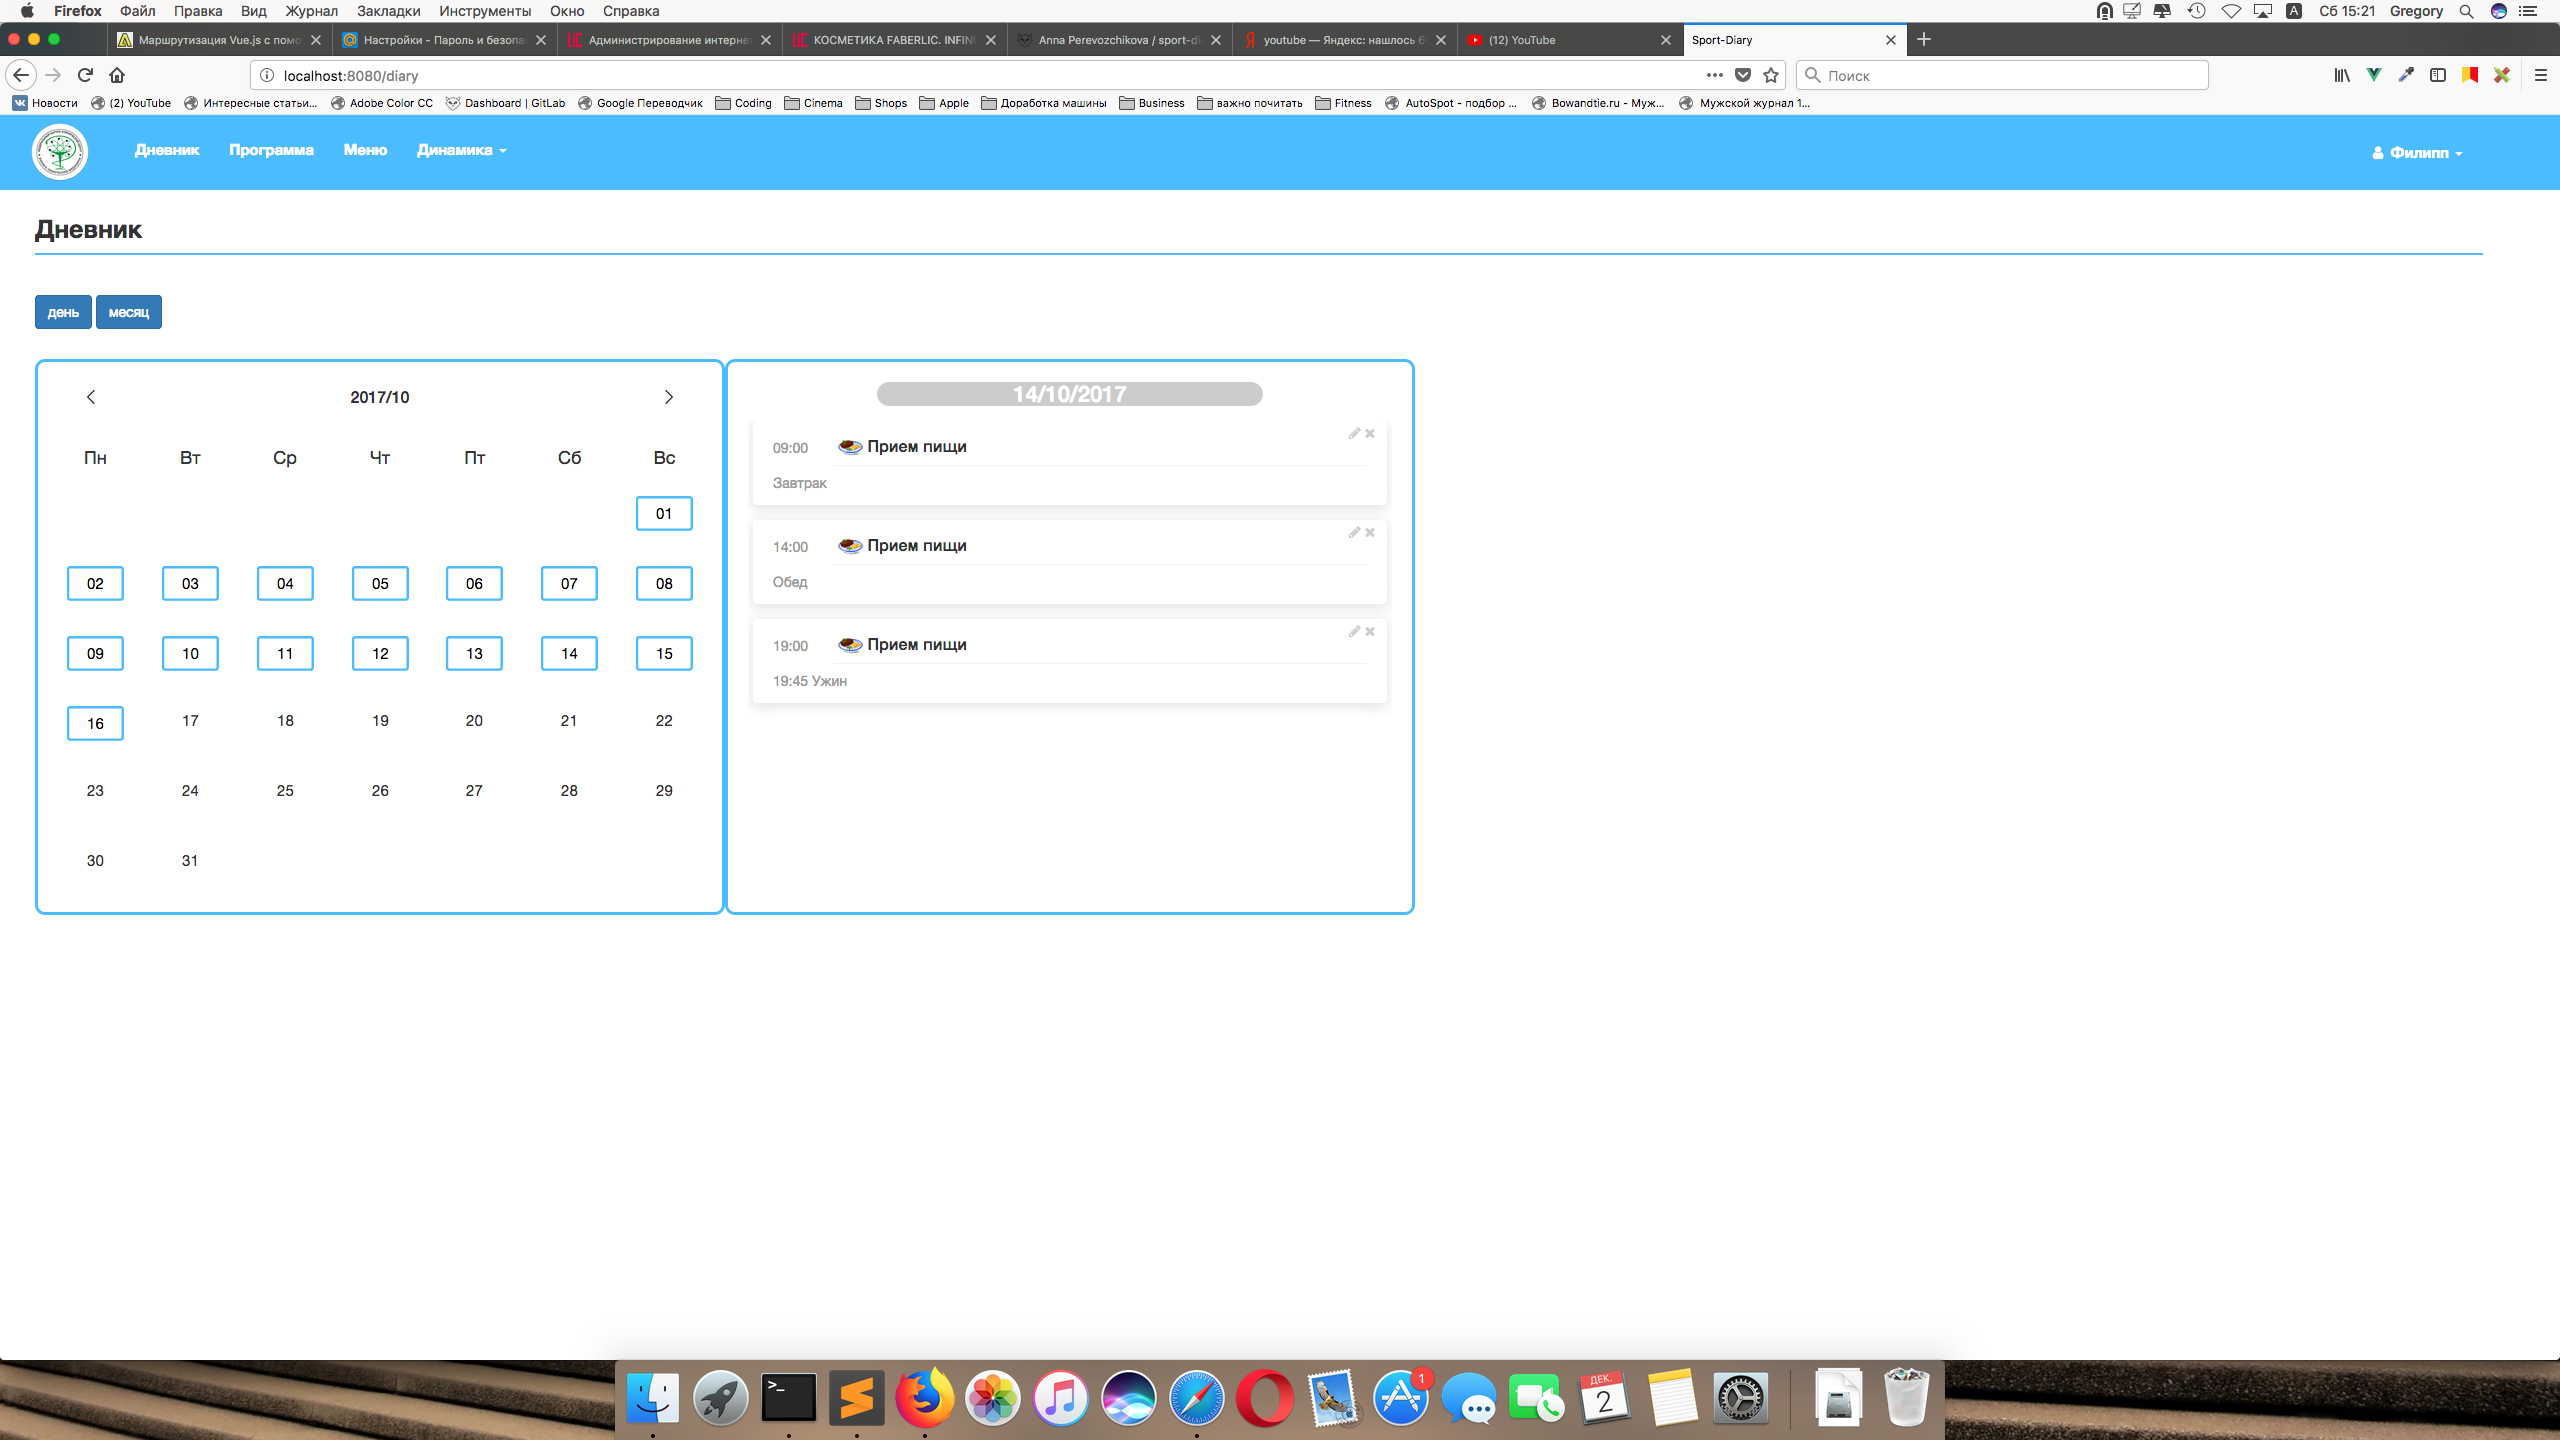 Firefox Файл Правка Вид Журнал Закладки Инструменты Окно Справка Сб 15:21 Gregory
Маршрутизация Vue.js с помо Настройки - Пароль и безопа Администрирование интерне КОСМЕТИКА FABERLIC. INFIN Anna Perevozchikova / sport-di youtube — Яндекс: нашлось 6 (12) YouTube Sport-Diary
localhost:8080/diary Поиск
Новости (2) YouTube Интересные статьи... Adobe Color CC Dashboard | GitLab Google Переводчик Coding Cinema Shops Apple Доработка машины Business важно почитать Fitness AutoSpot - подбор ... Bowandtie.ru - Муж... Мужской журнал 1...
Дневник Программа Меню Динамика Филипп
Дневник
день месяц
2017/10
Пн Вт Ср Чт Пт Сб Вс
01
02 03 04 05 06 07 08
09 10 11 12 13 14 15
16 17 18 19 20 21 22
23 24 25 26 27 28 29
30 31
14/10/2017
09:00 Прием пищи
Завтрак
14:00 Прием пищи
Обед
19:00 Прием пищи
19:45 Ужин
1
ДЕК.
2